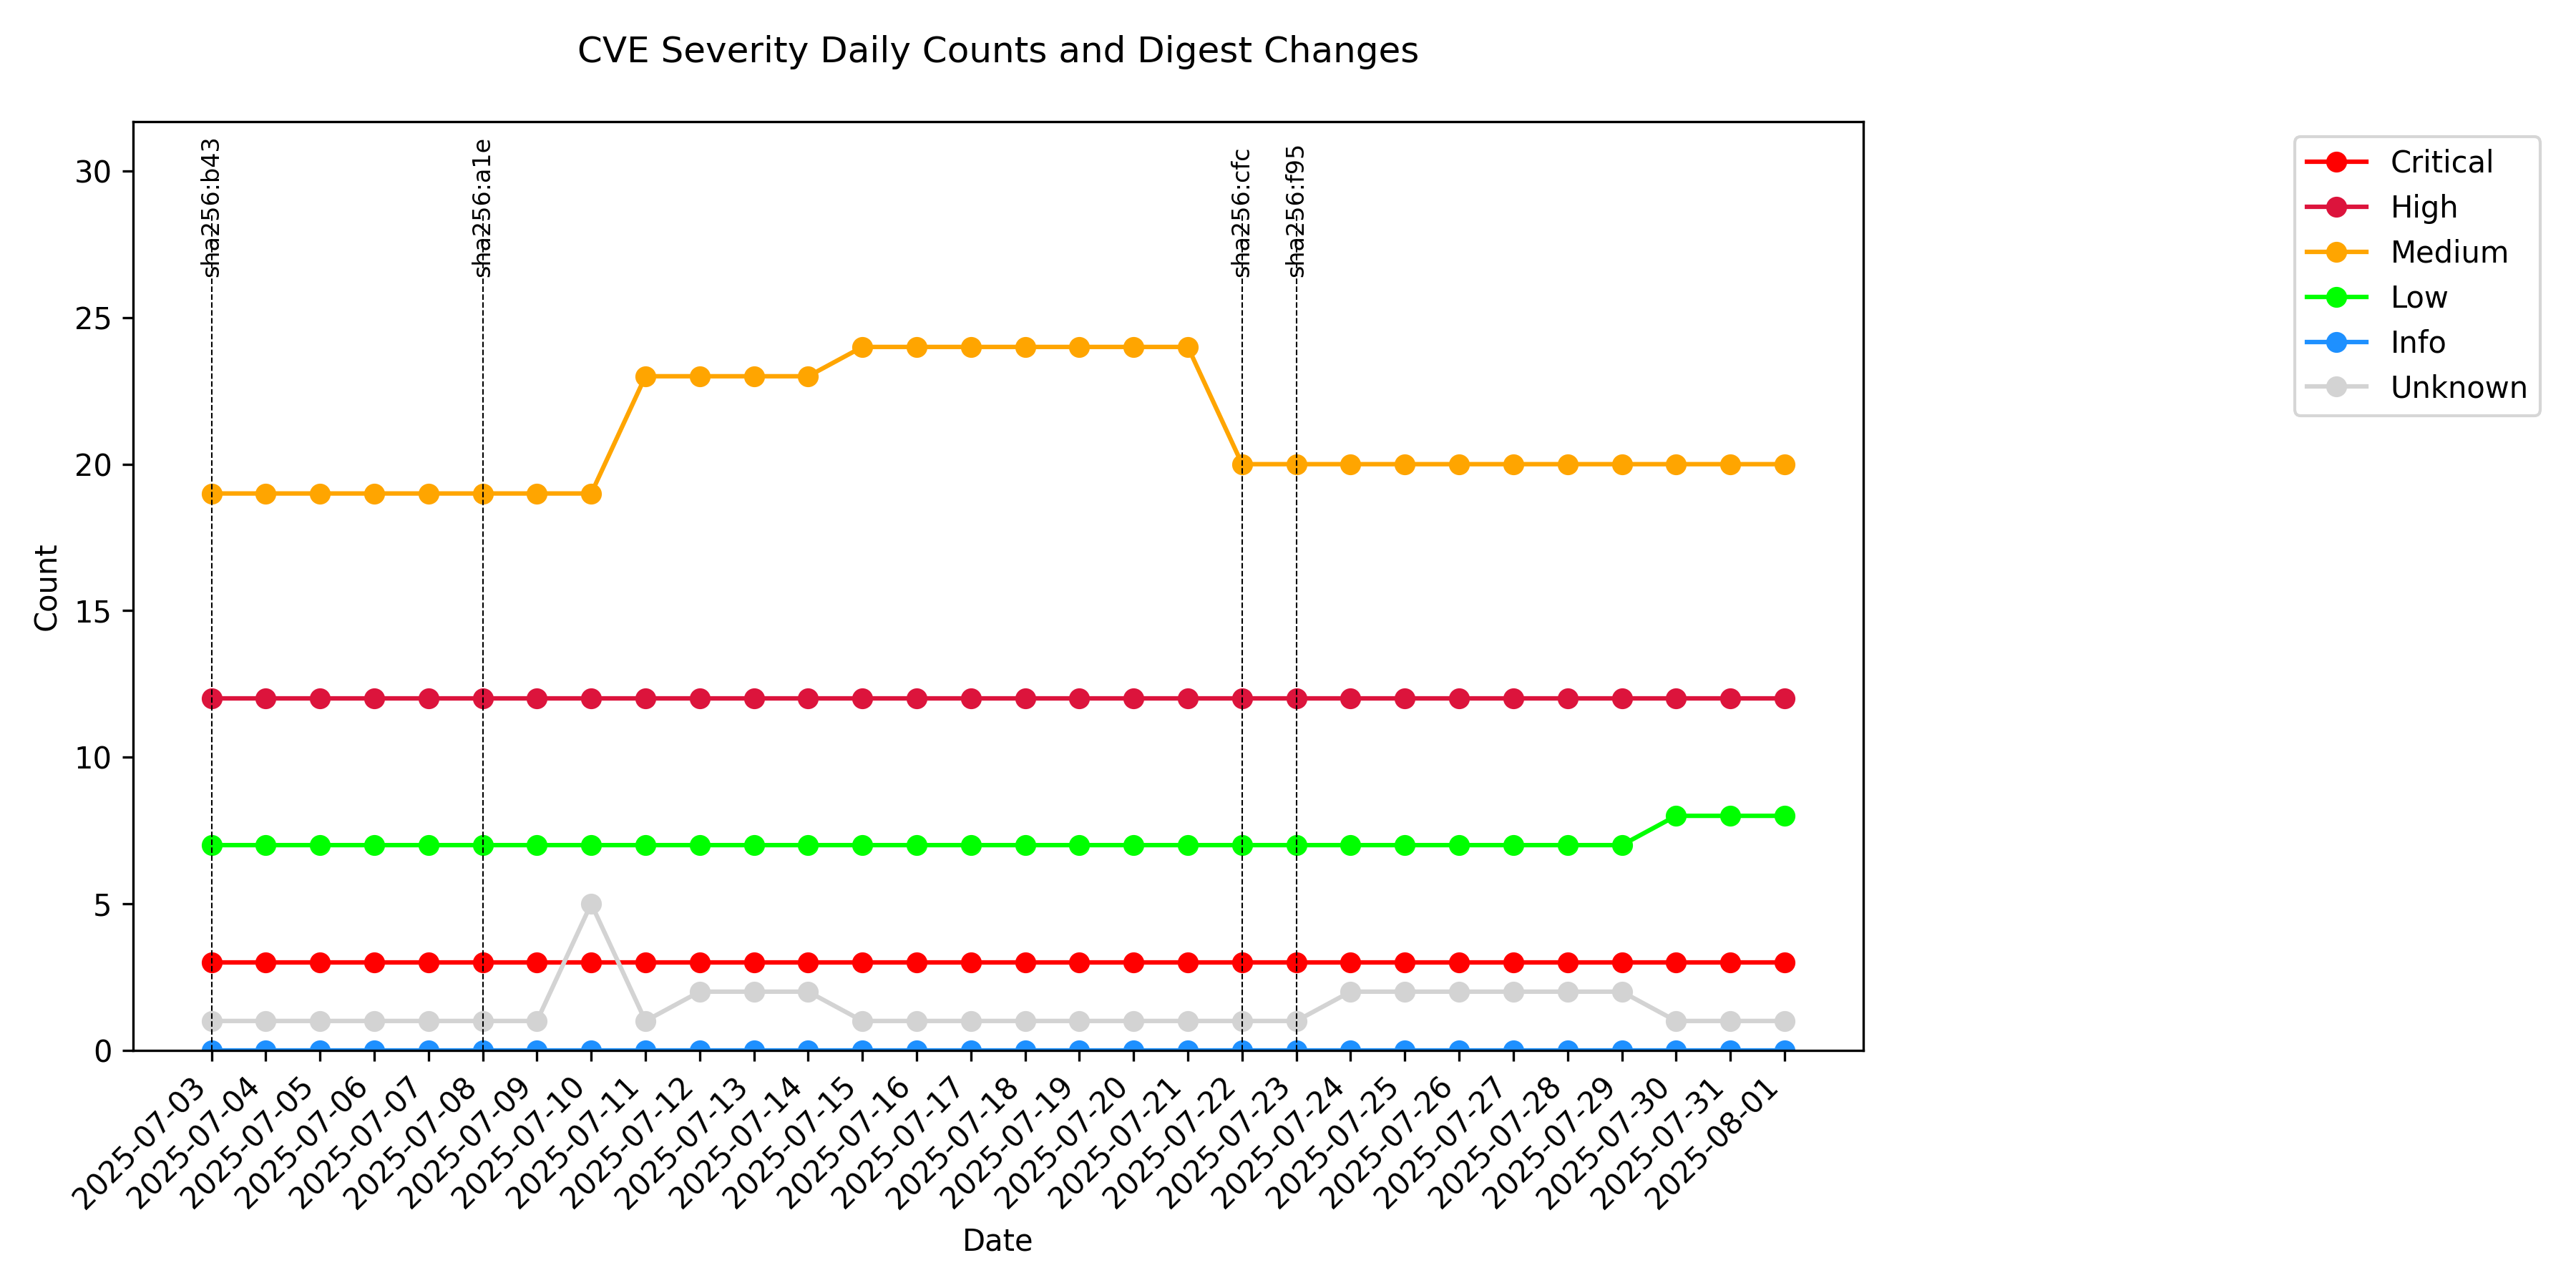 CVE Severity Daily Counts and Digest Changes
sha256:b43
sha256:a1e
sha256:cfc
sha256:f95
Critical
High
Medium
Low
Info
Unknown
Count
30
25
20
15
10
5
0
2025-07-03
2025-07-04
2025-07-05
2025-07-06
2025-07-07
2025-07-08
2025-07-09
2025-07-10
2025-07-11
2025-07-12
2025-07-13
2025-07-14
2025-07-15
2025-07-16
2025-07-17
2025-07-18
2025-07-19
2025-07-20
2025-07-21
2025-07-22
2025-07-23
2025-07-24
2025-07-25
2025-07-26
2025-07-27
2025-07-28
2025-07-29
2025-07-30
2025-07-31
2025-08-01
Date